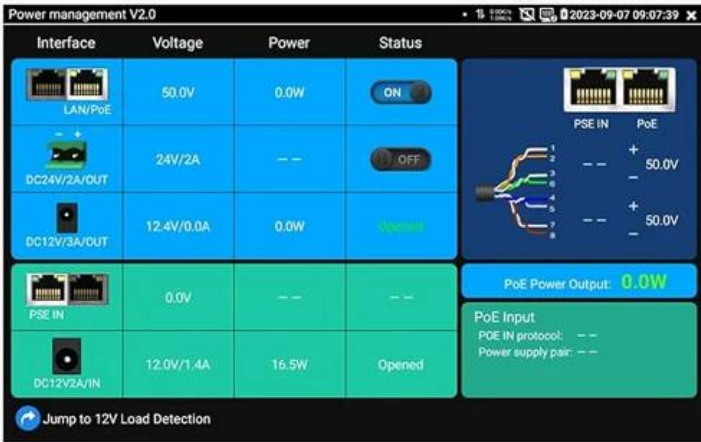 Power management V2.0
2023-09-07 09:07:39
Interface Voltage Power Status
LAN/PoE 50.0V 0.0W ON
DC24V/2A/OUT 24V/2A -- OFF
DC12V/3A/OUT 12.4V/0.0A 0.0W Opened
PSE IN 0.0V -- --
DC12V2A/IN 12.0V/1.4A 16.5W Opened
Jump to 12V Load Detection
PSE IN PoE
1
2 -- + 50.0V −
3
6
4
5 -- + 50.0V −
7
8
PoE Power Output: 0.0W
PoE Input
POE IN protocol: --
Power supply pair: --